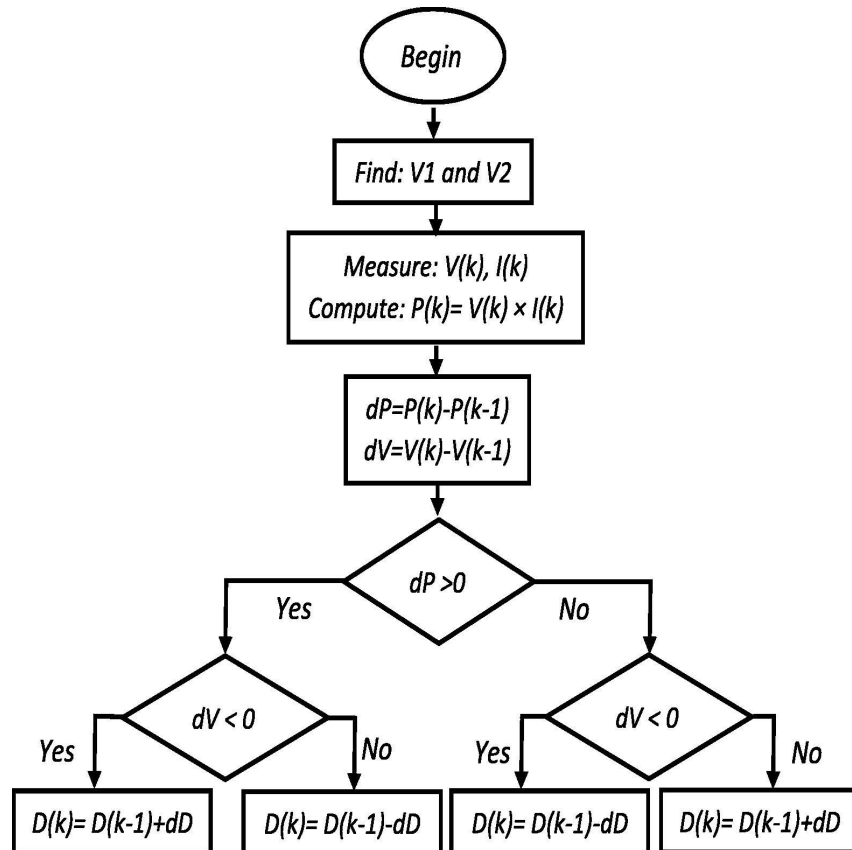 Begin
Find: V1 and V2
Measure: V(k), I(k)
Compute: P(k)= V(k) × I(k)
dP=P(k)-P(k-1)
dV=V(k)-V(k-1)
dP >0
Yes
No
dV < 0
dV < 0
Yes
No
Yes
No
D(k)= D(k-1)+dD
D(k)= D(k-1)-dD
D(k)= D(k-1)-dD
D(k)= D(k-1)+dD